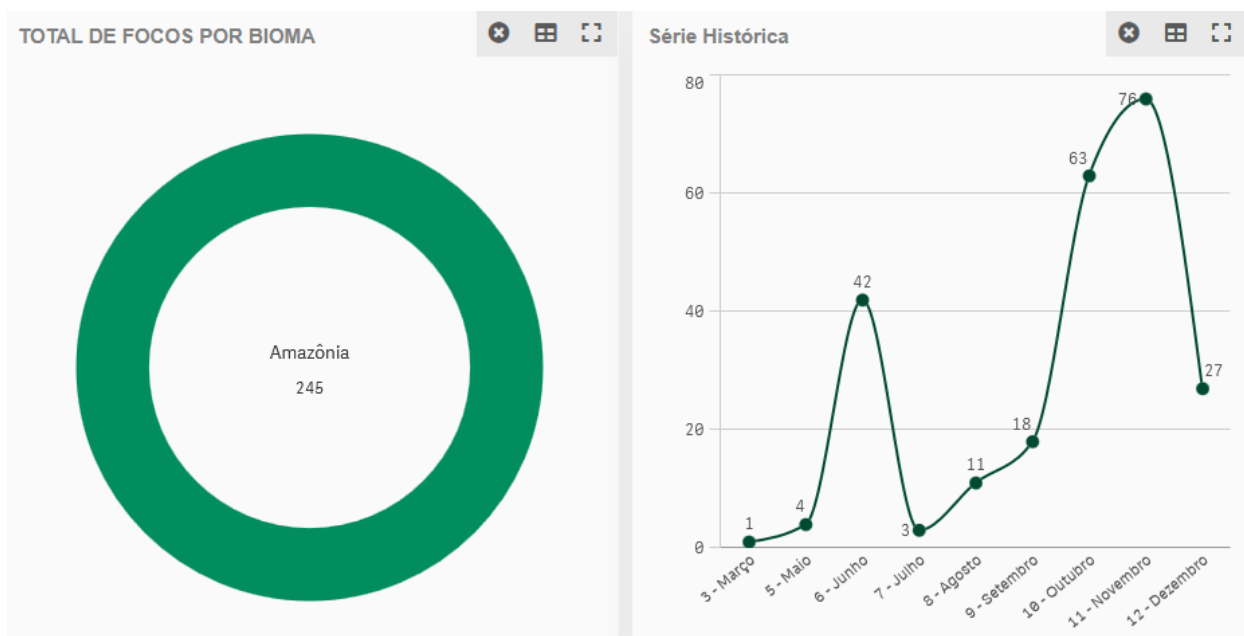 TOTAL DE FOCOS POR BIOMA
Amazônia
245
Série Histórica
80
60
40
20
0
1
4
42
3
11
18
63
76
27
3 - Março
5 - Maio
6 - Junho
7 - Julho
8 - Agosto
9 - Setembro
10 - Outubro
11 - Novembro
12 - Dezembro